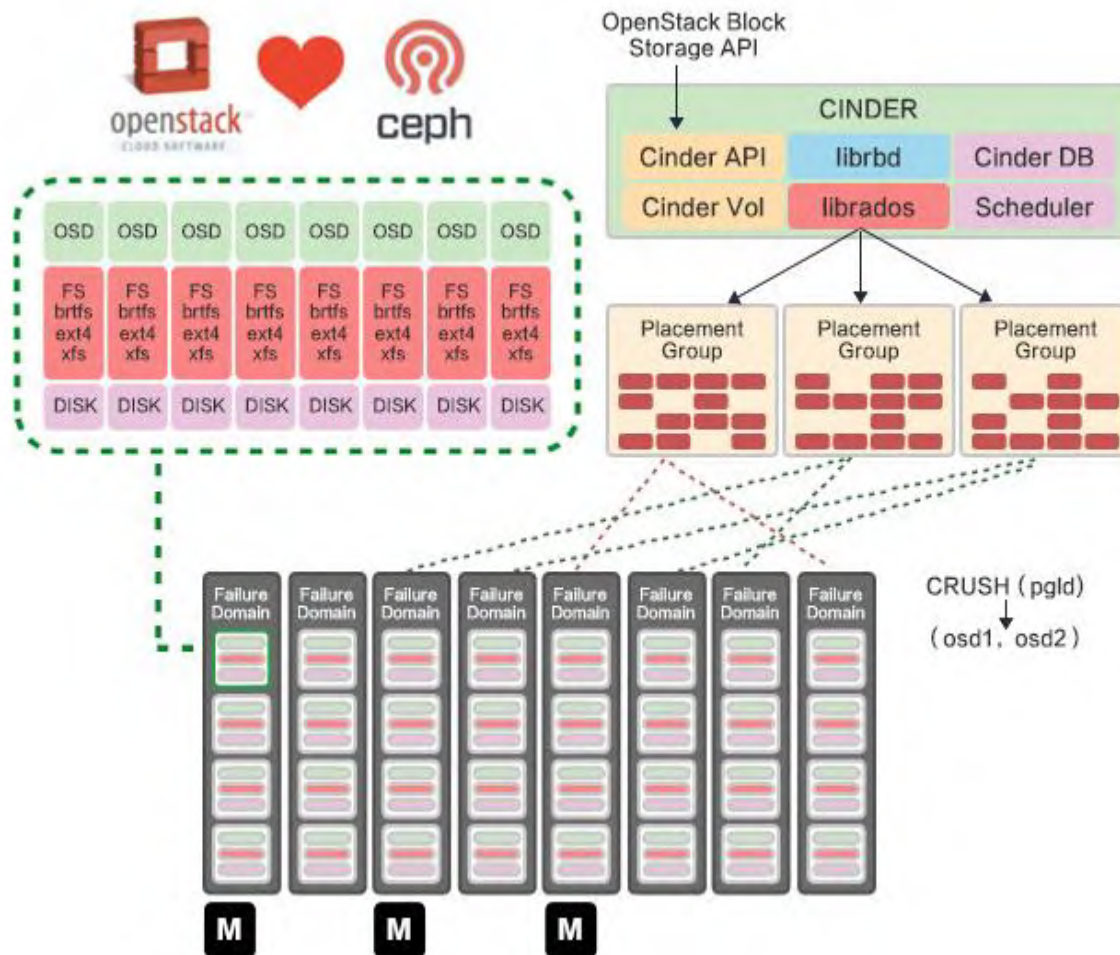 openstack
CLOUD SOFTWARE
ceph
OpenStack Block
Storage API
CINDER
Cinder API
librbd
Cinder DB
Cinder Vol
librados
Scheduler
OSD OSD OSD OSD OSD OSD OSD OSD
FS FS FS FS FS FS FS FS
brtfs brtfs brtfs brtfs brtfs brtfs brtfs brtfs
ext4 ext4 ext4 ext4 ext4 ext4 ext4 ext4
xfs xfs xfs xfs xfs xfs xfs xfs
DISK DISK DISK DISK DISK DISK DISK DISK
Placement
Group
Placement
Group
Placement
Group
Failure
Domain
Failure
Domain
Failure
Domain
Failure
Domain
Failure
Domain
Failure
Domain
Failure
Domain
Failure
Domain
CRUSH (pgId)
(osd1, osd2)
M
M
M